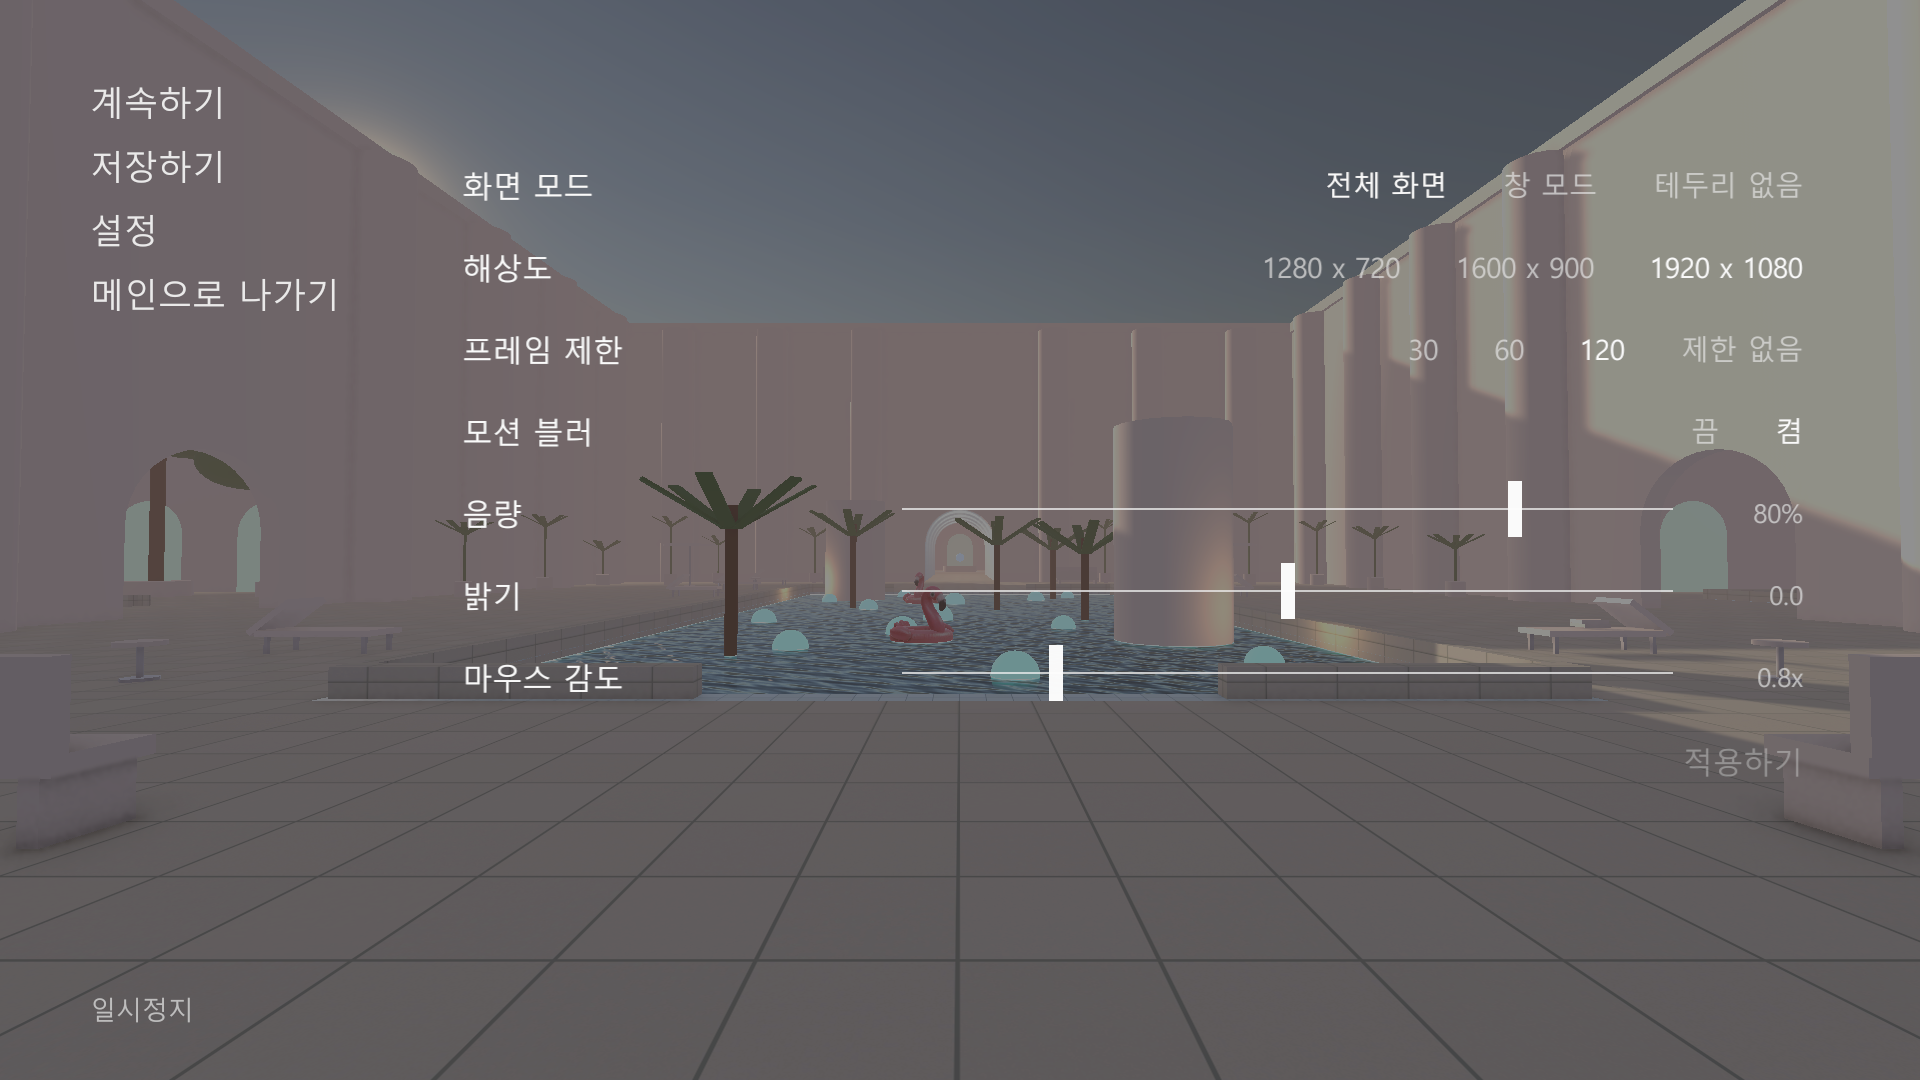 계속하기
저장하기
설정
메인으로 나가기
화면 모드 전체 화면 창 모드 테두리 없음
해상도 1280 x 720 1600 x 900 1920 x 1080
프레임 제한 30 60 120 제한 없음
모션 블러 끔 켬
음량 80%
밝기 0.0
마우스 감도 0.8x
적용하기
일시정지